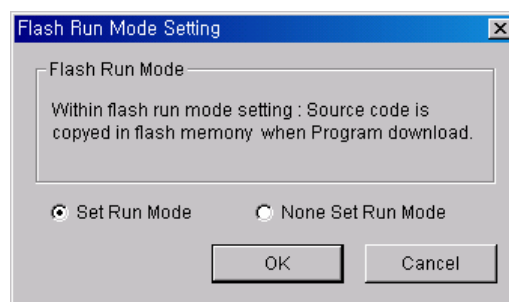 Flash Run Mode Setting
Flash Run Mode
Within flash run mode setting : Source code is
copyed in flash memony when Program download.
Set Run Mode
None Set Run Mode
OK
Cancel